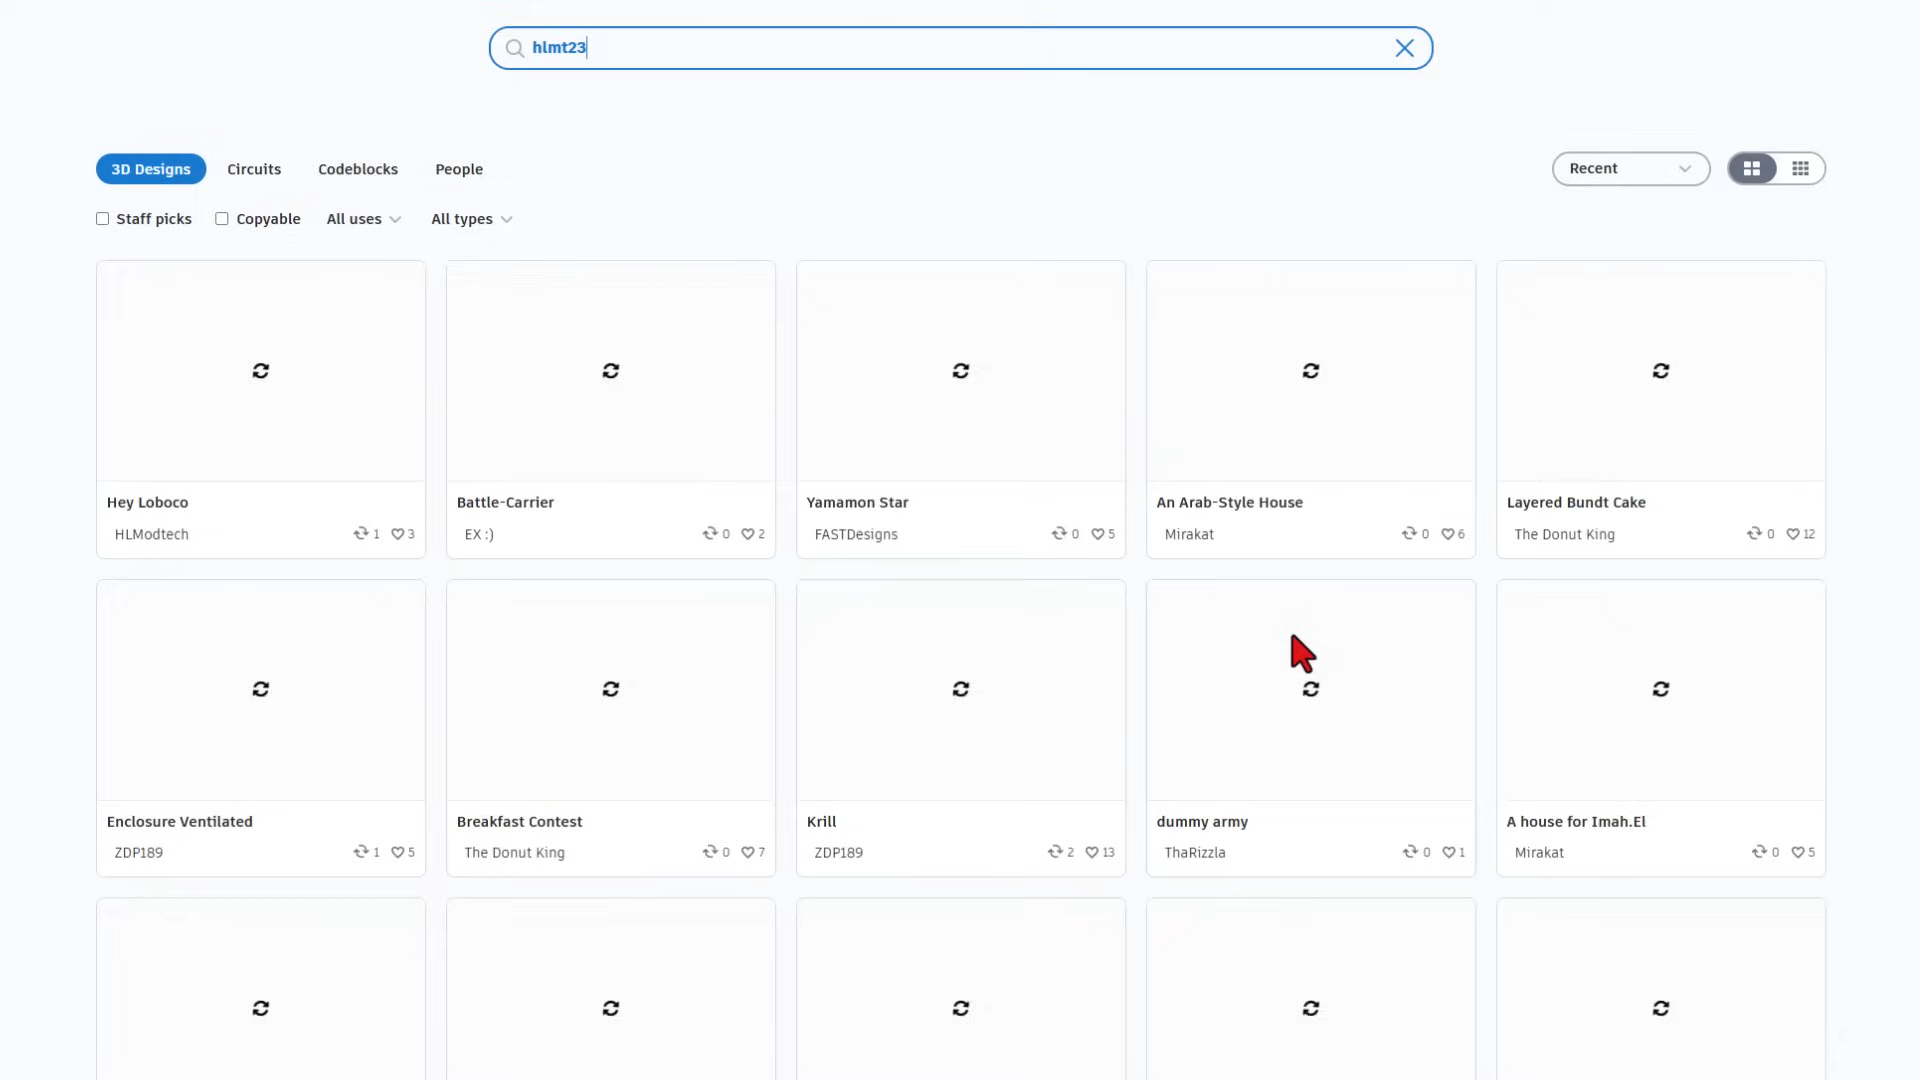 hlmt23
3D Designs Circuits Codeblocks People Recent
Staff picks Copyable All uses All types
Hey Loboco Battle-Carrier Yamamon Star An Arab-Style House Layered Bundt Cake
HLModtech 1 3 EX :) 0 2 FASTDesigns 0 5 Mirakat 0 6 The Donut King 0 12
Enclosure Ventilated Breakfast Contest Krill dummy army A house for Imah.El
ZDP189 1 5 The Donut King 0 7 ZDP189 2 13 ThaRizzla 0 1 Mirakat 0 5